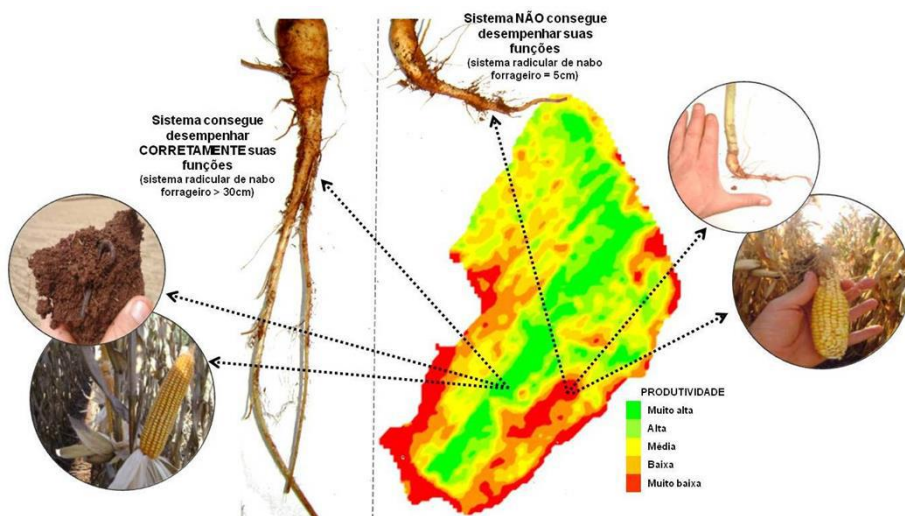 Sistema NÃO consegue
desempenhar suas
funções
(sistema radicular de nabo
forrageiro = 5cm)
Sistema consegue
desempenhar
CORRETAMENTE suas
funções
(sistema radicular de nabo
forrageiro > 30cm)
PRODUTIVIDADE
Muito alta
Alta
Média
Baixa
Muito baixa